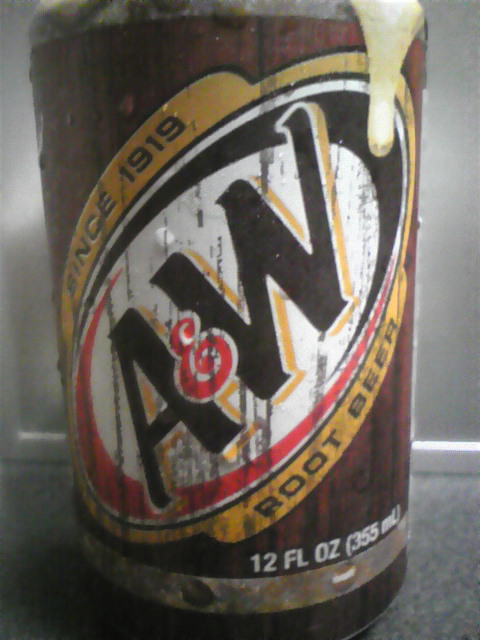 SINCE 1919
A&W
ROOT BEER
12 FL OZ (355 mL)